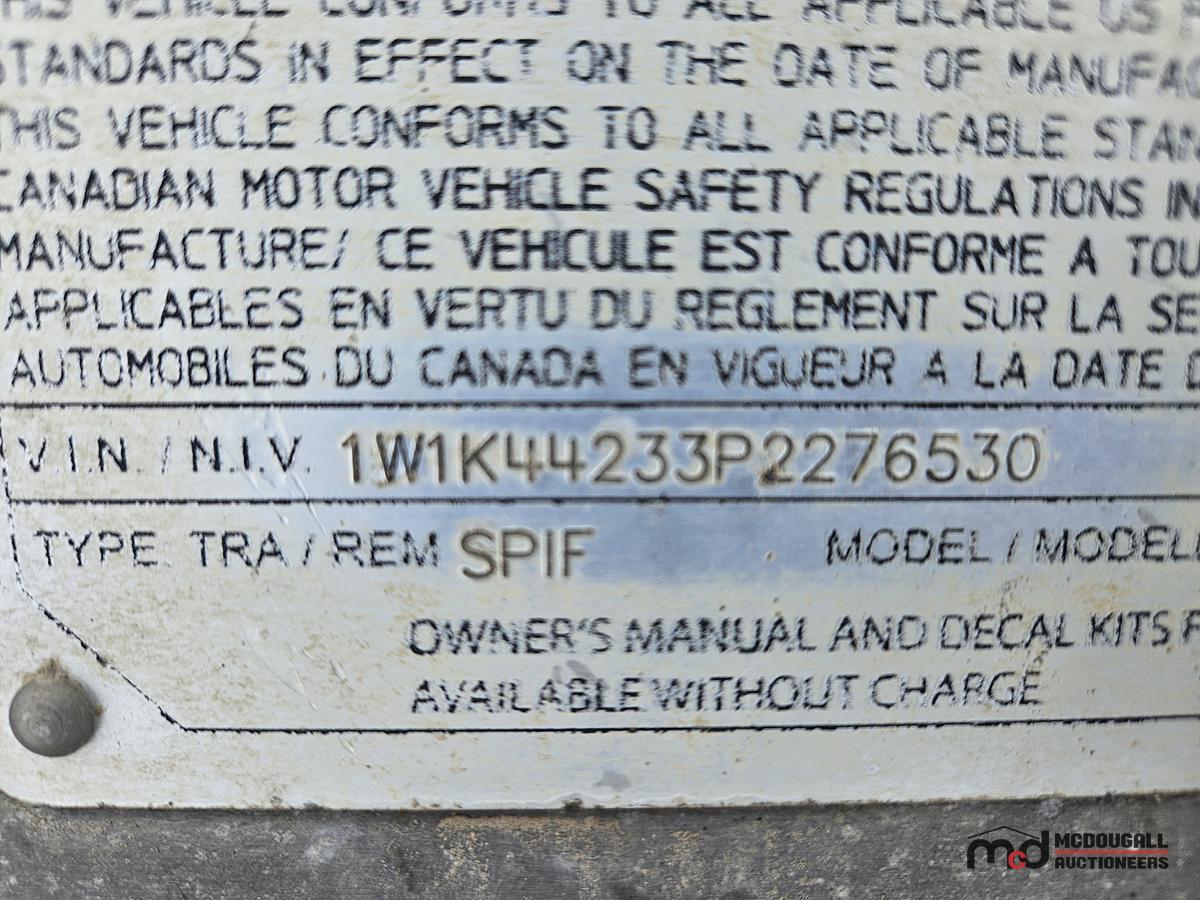 THIS VEHICLE CONFORMS TO ALL APPLICABLE US
STANDARDS IN EFFECT ON THE DATE OF MANUFAC
THIS VEHICLE CONFORMS TO ALL APPLICABLE STAN
CANADIAN MOTOR VEHICLE SAFETY REGULATIONS IN
MANUFACTURE/ CE VEHICULE EST CONFORME A TOU
APPLICABLES EN VERTU DU REGLEMENT SUR LA SE
AUTOMOBILES DU CANADA EN VIGUEUR A LA DATE D
V.I.N. / N.I.V. 1W1K44233P2276530
TYPE TRA / REM SPIF MODEL / MODEL
OWNER'S MANUAL AND DECAL KITS
AVAILABLE WITHOUT CHARGE
mcd MCDOUGALL
AUCTIONEERS